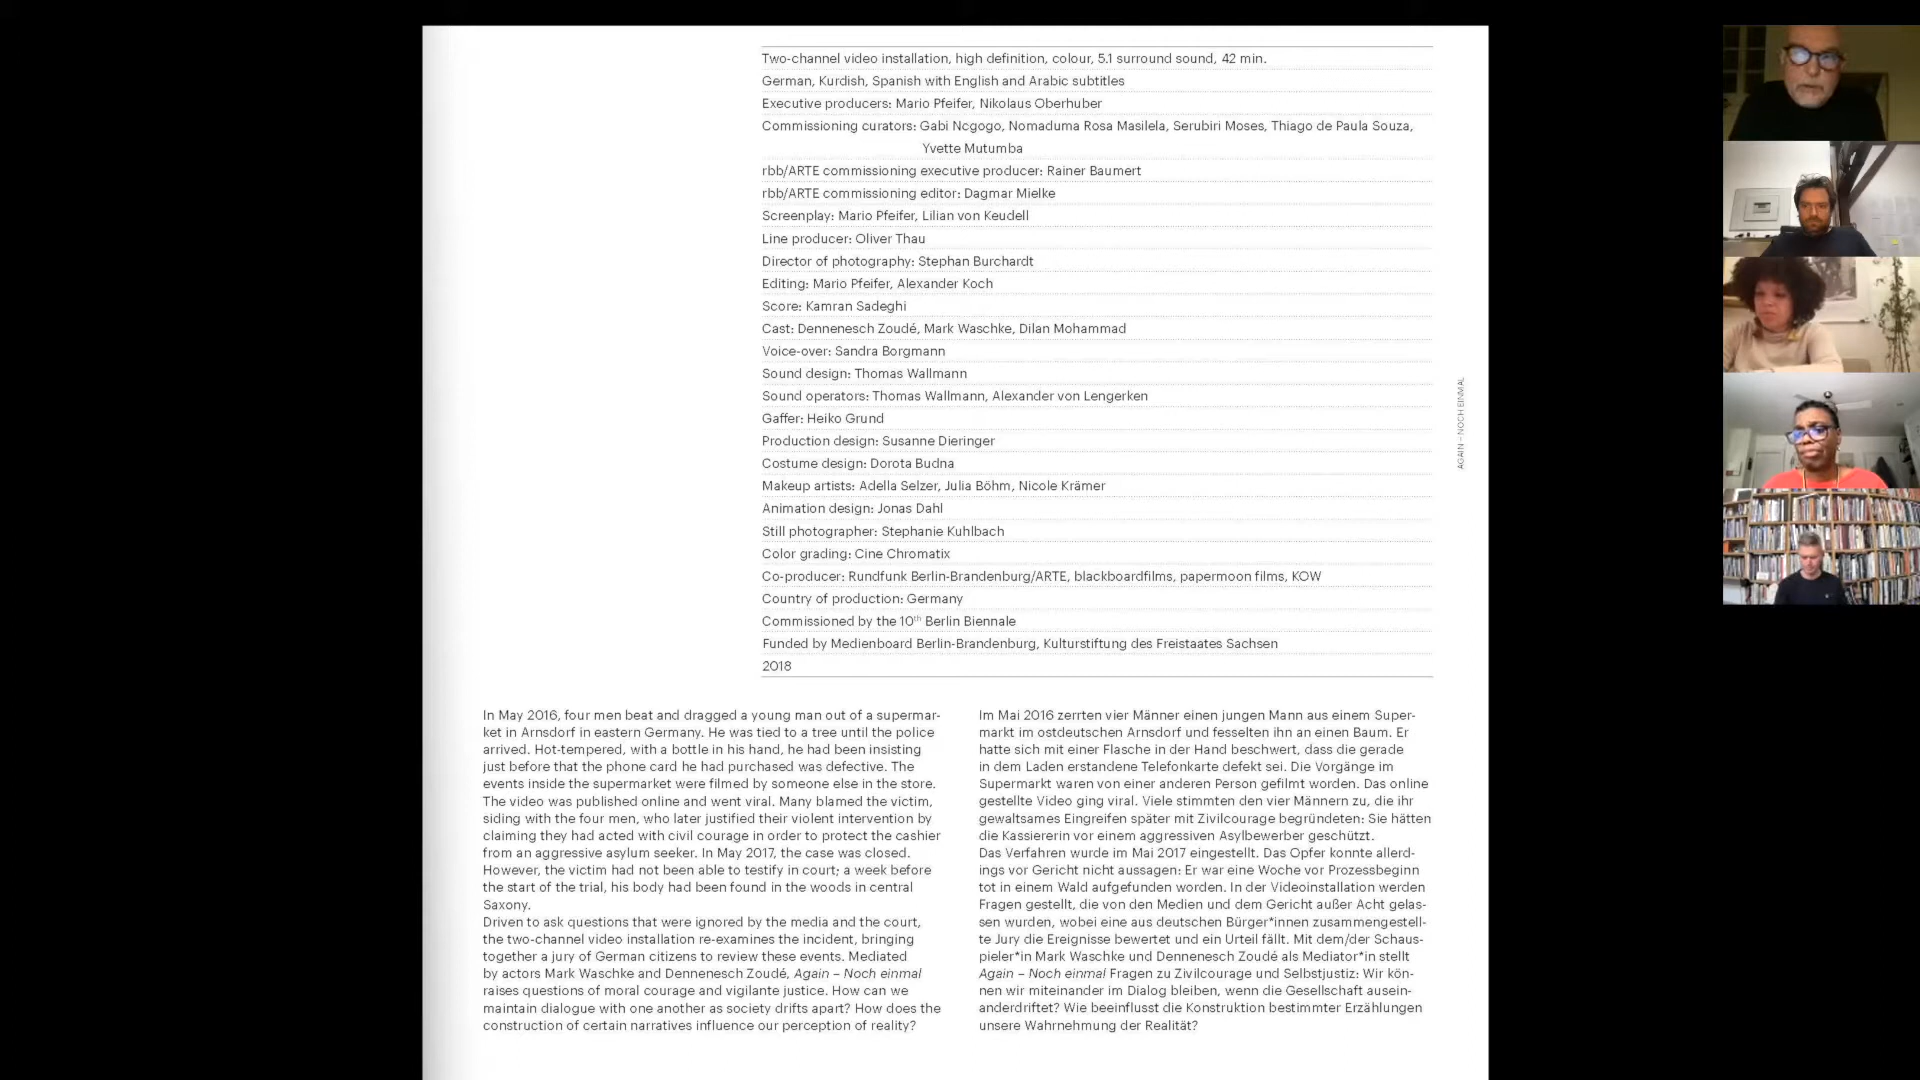 Two-channel video installation, high definition, colour, 5.1 surround sound, 42 min.
German, Kurdish, Spanish with English and Arabic subtitles
Executive producers: Mario Pfeifer, Nikolaus Oberhuber
Commissioning curators: Gabi Ncgogo, Nomaduma Rosa Masilela, Serubiri Moses, Thiago de Paula Souza,
Yvette Mutumba
rbb/ARTE commissioning executive producer: Rainer Baumert
rbb/ARTE commissioning editor: Dagmar Mielke
Screenplay: Mario Pfeifer, Lilian von Keudell
Line producer: Oliver Thau
Director of photography: Stephan Burchardt
Editing: Mario Pfeifer, Alexander Koch
Score: Kamran Sadeghi
Cast: Dennenesch Zoudé, Mark Waschke, Dilan Mohammad
Voice-over: Sandra Borgmann
Sound design: Thomas Wallmann
Sound operators: Thomas Wallmann, Alexander von Lengerken
Gaffer: Heiko Grund
Production design: Susanne Dieringer
Costume design: Dorota Budna
Makeup artists: Adella Selzer, Julia Böhm, Nicole Krämer
Animation design: Jonas Dahl
Still photographer: Stephanie Kuhlbach
Color grading: Cine Chromatix
Co-producer: Rundfunk Berlin-Brandenburg/ARTE, blackboardfilms, papermoon films, KOW
Country of production: Germany
Commissioned by the 10th Berlin Biennale
Funded by Medienboard Berlin-Brandenburg, Kulturstiftung des Freistaates Sachsen
2018
AGAIN – NOCH EINMAL
In May 2016, four men beat and dragged a young man out of a supermar-
ket in Arnsdorf in eastern Germany. He was tied to a tree until the police
arrived. Hot-tempered, with a bottle in his hand, he had been insisting
just before that the phone card he had purchased was defective. The
events inside the supermarket were filmed by someone else in the store.
The video was published online and went viral. Many blamed the victim,
siding with the four men, who later justified their violent intervention by
claiming they had acted with civil courage in order to protect the cashier
from an aggressive asylum seeker. In May 2017, the case was closed.
However, the victim had not been able to testify in court; a week before
the start of the trial, his body had been found in the woods in central
Saxony.
Driven to ask questions that were ignored by the media and the court,
the two-channel video installation re-examines the incident, bringing
together a jury of German citizens to review these events. Mediated
by actors Mark Waschke and Dennenesch Zoudé, Again – Noch einmal
raises questions of moral courage and vigilante justice. How can we
maintain dialogue with one another as society drifts apart? How does the
construction of certain narratives influence our perception of reality?
Im Mai 2016 zerrten vier Männer einen jungen Mann aus einem Super-
markt im ostdeutschen Arnsdorf und fesselten ihn an einen Baum. Er
hatte sich mit einer Flasche in der Hand beschwert, dass die gerade
in dem Laden erstandene Telefonkarte defekt sei. Die Vorgänge im
Supermarkt waren von einer anderen Person gefilmt worden. Das online
gestellte Video ging viral. Viele stimmten den vier Männern zu, die ihr
gewaltsames Eingreifen später mit Zivilcourage begründeten: Sie hätten
die Kassiererin vor einem aggressiven Asylbewerber geschützt.
Das Verfahren wurde im Mai 2017 eingestellt. Das Opfer konnte allerd-
ings vor Gericht nicht aussagen: Er war eine Woche vor Prozessbeginn
tot in einem Wald aufgefunden worden. In der Videoinstallation werden
Fragen gestellt, die von den Medien und dem Gericht außer Acht gelas-
sen wurden, wobei eine aus deutschen Bürger*innen zusammengestell-
te Jury die Ereignisse bewertet und ein Urteil fällt. Mit dem/der Schaus-
pieler*in Mark Waschke und Dennenesch Zoudé als Mediator*in stellt
Again – Noch einmal Fragen zu Zivilcourage und Selbstjustiz: Wir kön-
nen wir miteinander im Dialog bleiben, wenn die Gesellschaft ausein-
anderdriftet? Wie beeinflusst die Konstruktion bestimmter Erzählungen
unsere Wahrnehmung der Realität?